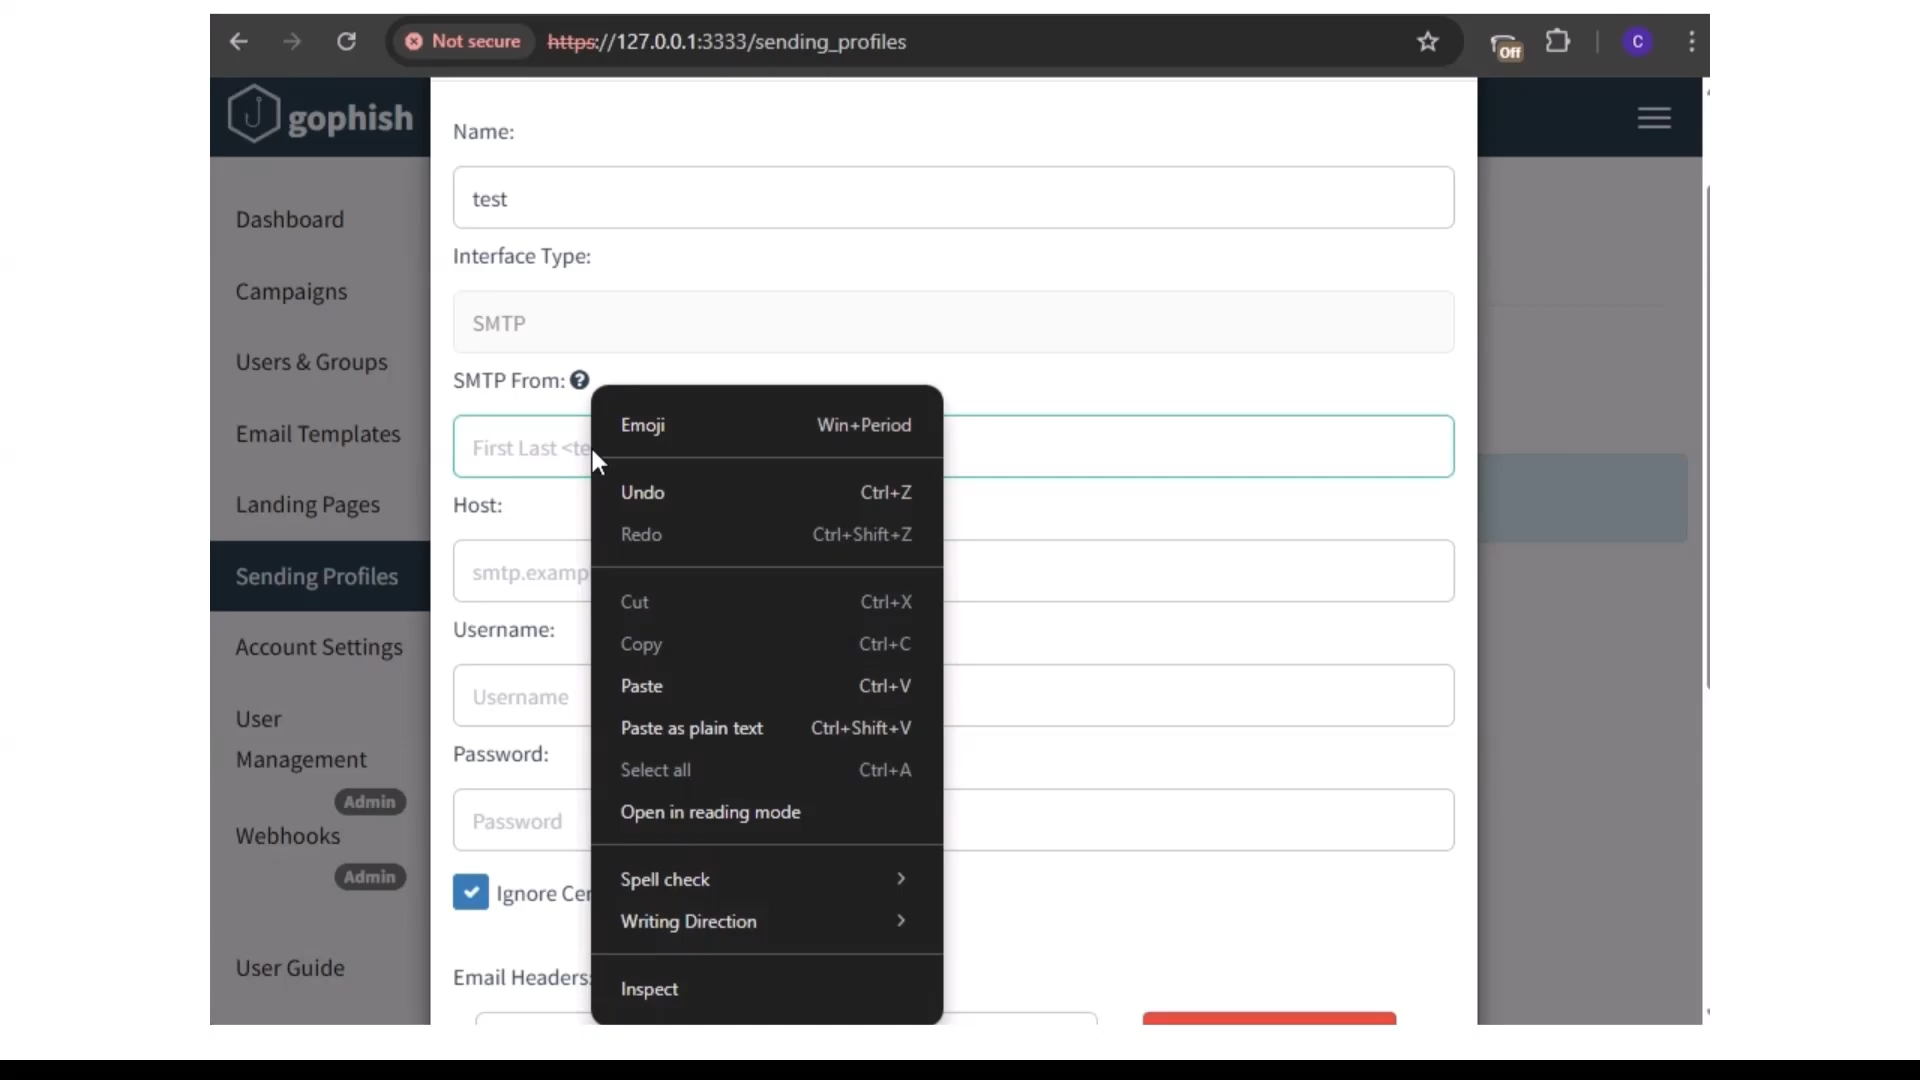 Not secure https://127.0.0.1:3333/sending_profiles
Off
C
gophish
Dashboard
Campaigns
Users & Groups
Email Templates
Landing Pages
Sending Profiles
Account Settings
User
Management
Admin
Webhooks
Admin
User Guide
Name:
test
Interface Type:
SMTP
SMTP From: ?
First Last <te
Host:
smtp.examp
Username:
Username
Password:
Password
Ignore Cer
Email Headers:
Emoji Win+Period
Undo Ctrl+Z
Redo Ctrl+Shift+Z
Cut Ctrl+X
Copy Ctrl+C
Paste Ctrl+V
Paste as plain text Ctrl+Shift+V
Select all Ctrl+A
Open in reading mode
Spell check
Writing Direction
Inspect